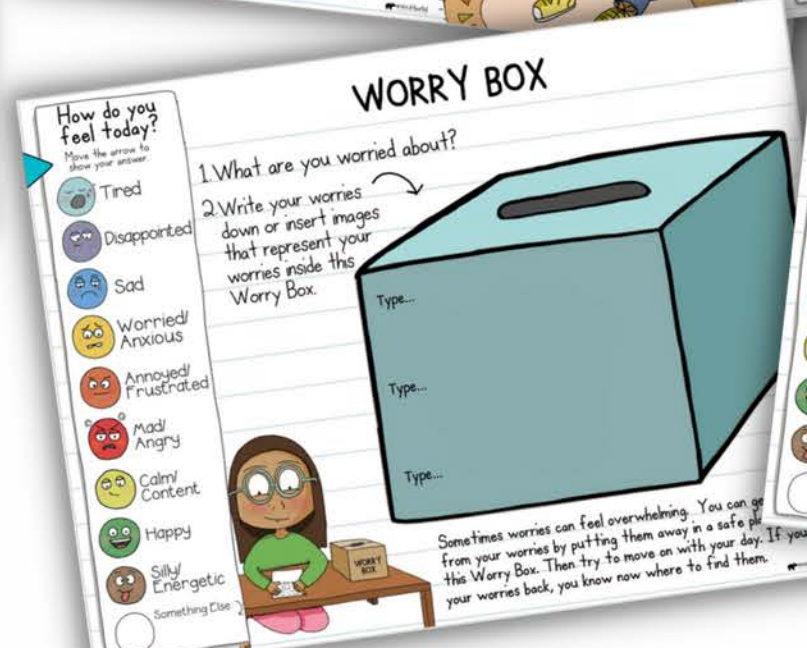 WORRY BOX
How do you
feel today?
Move the arrow to
show your answer.
Tired
Disappointed
Sad
Worried/
Anxious
Annoyed/
Frustrated
Mad/
Angry
Calm/
Content
Happy
Silly/
Energetic
Something Else
1.What are you worried about?
2.Write your worries
down or insert images
that represent your
worries inside this
Worry Box.
Type...
Type...
Type...
WORRY
BOX
Sometimes worries can feel overwhelming. You can
from your worries by putting them away in a safe
this Worry Box. Then try to move on with your day. If you
your worries back, you know now where to find them.